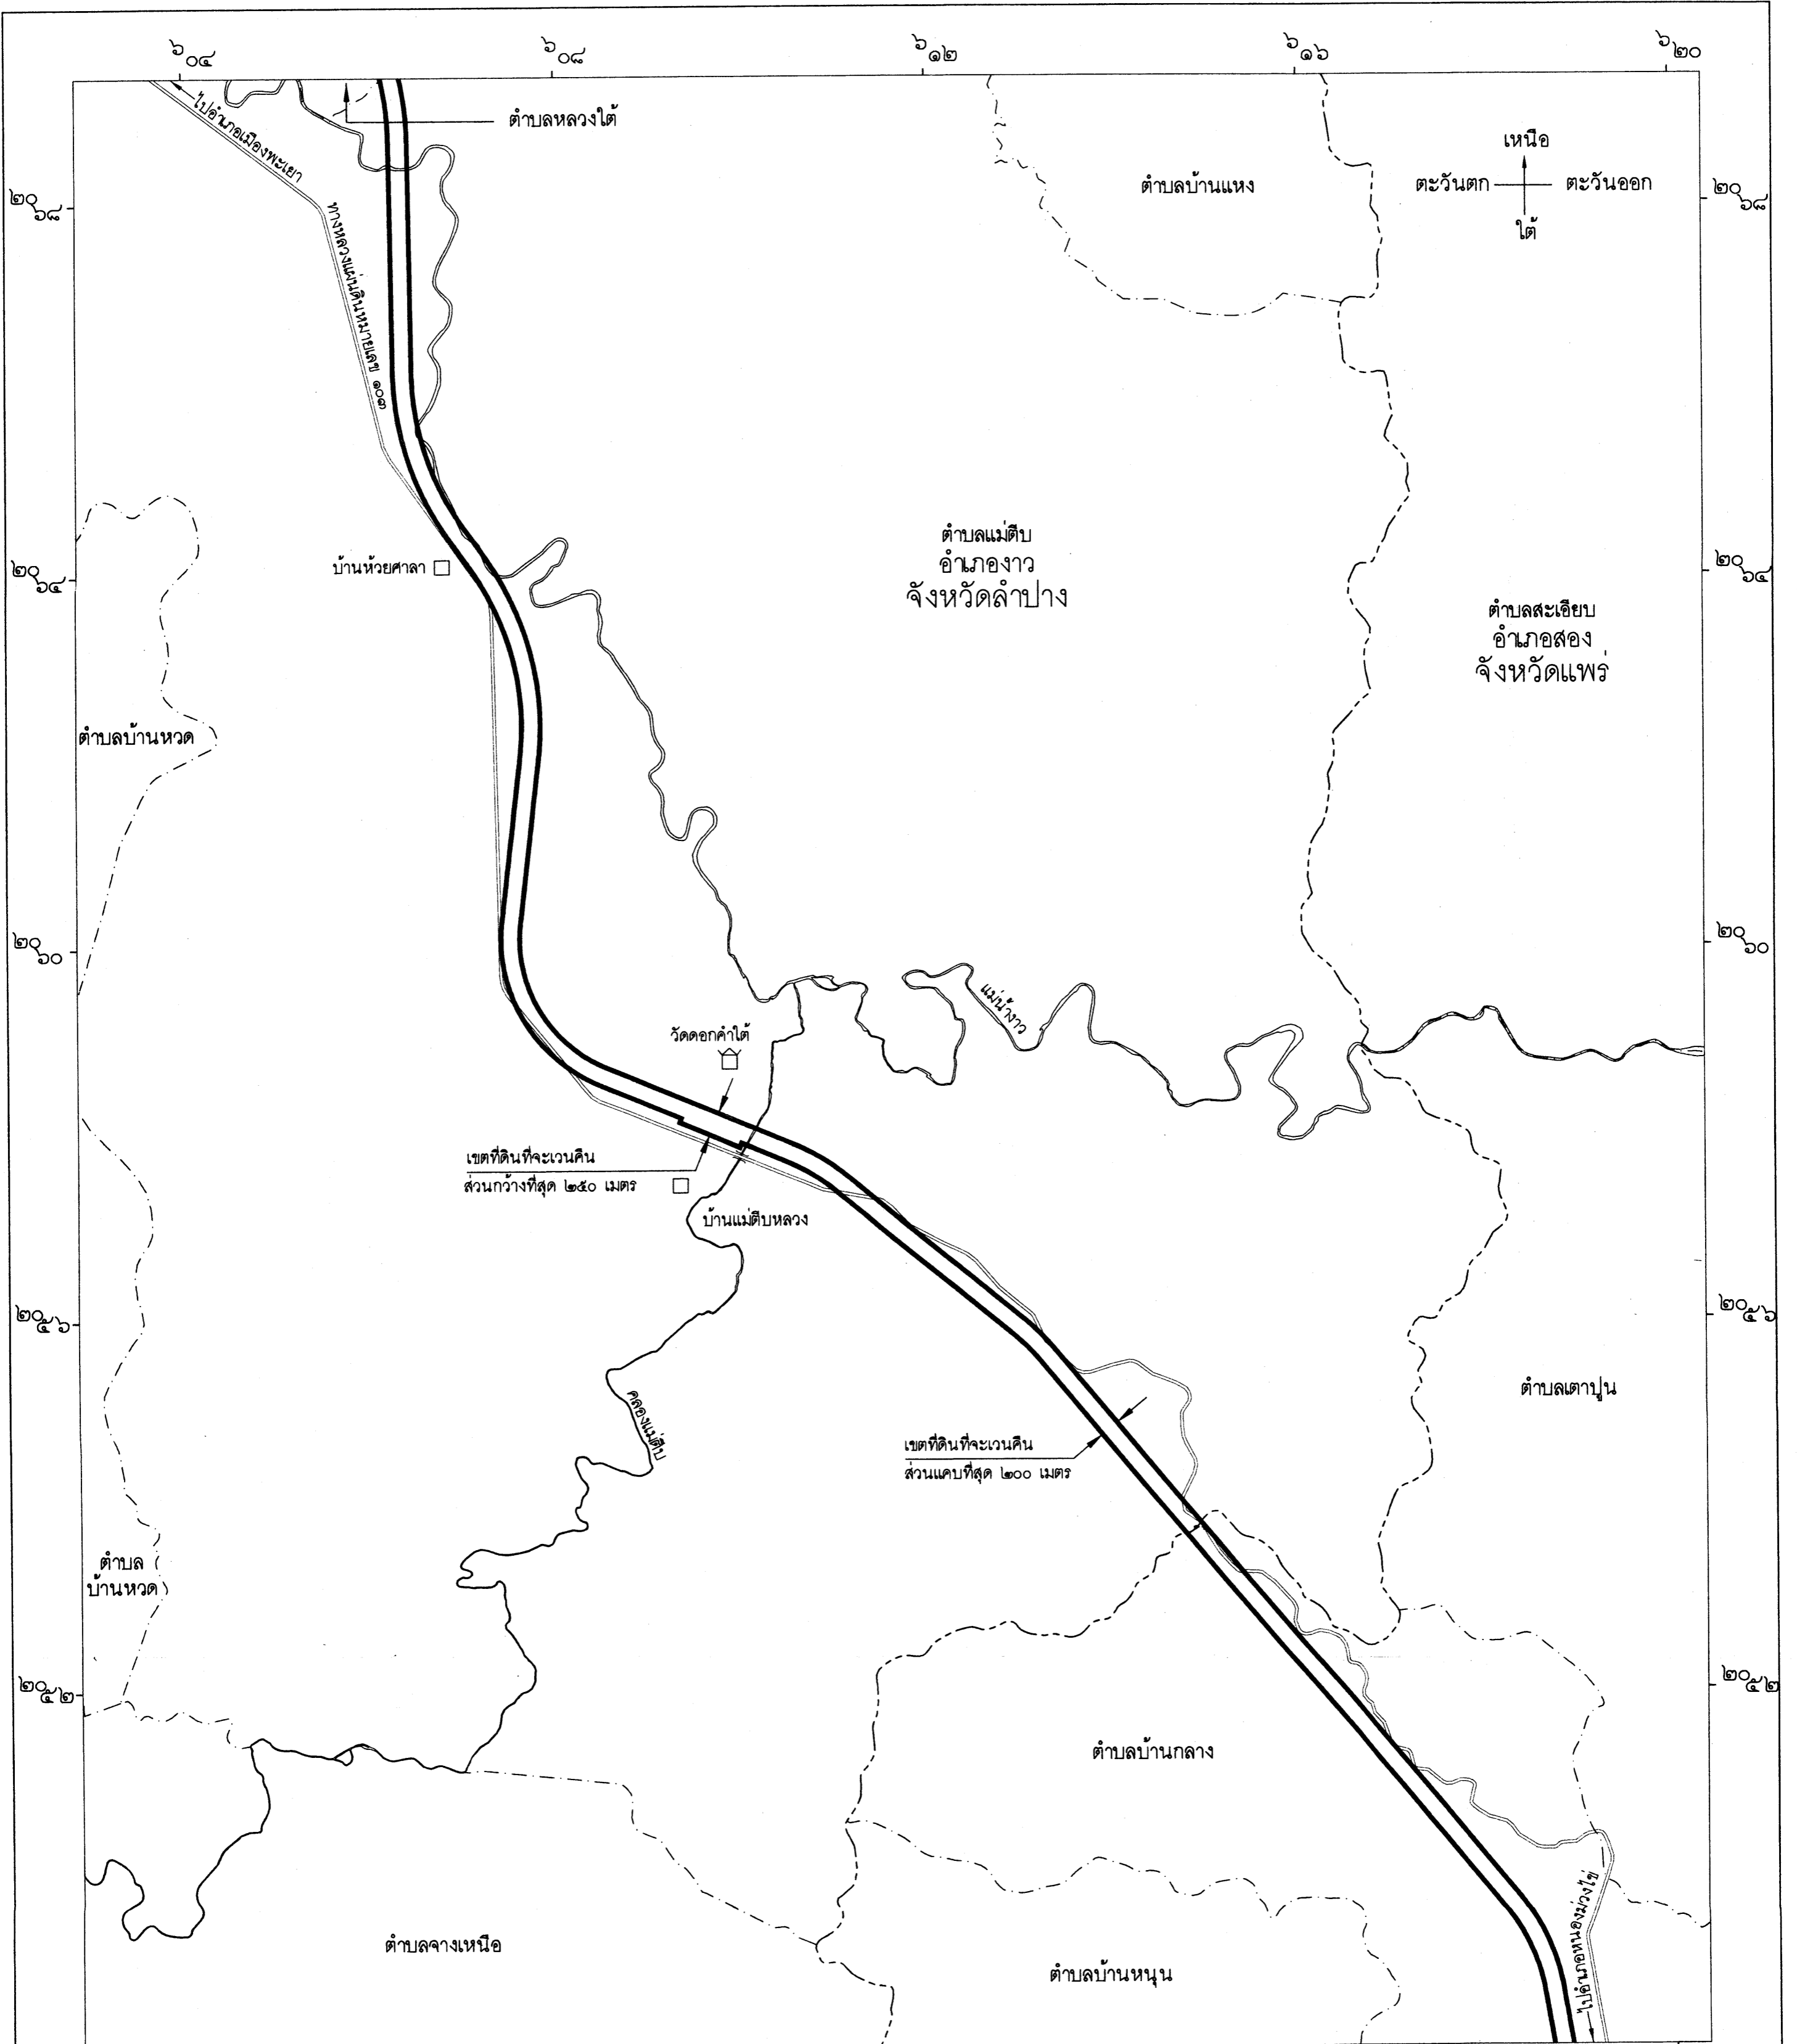 ๖๐๔
๖๐๘
๖๑๒
๖๑๖
๖๒๐
ไปอำเภอเมืองพะเยา
ตำบลหลวงใต้
ตำบลบ้านแหง
เหนือ
ตะวันตก
ตะวันออก
ใต้
๒๐๖๘
๒๐๖๘
ทางหลวงแผ่นดินหมายเลข ๑๐๓
ตำบลแม่ตีบ
อำเภองาว
จังหวัดลำปาง
บ้านห้วยศาลา
๒๐๖๔
๒๐๖๔
ตำบลสะเอียบ
อำเภอสอง
จังหวัดแพร่
ตำบลบ้านหวด
๒๐๖๐
๒๐๖๐
แม่น้ำงาว
วัดดอกคำใต้
เขตที่ดินที่จะเวนคืน
ส่วนกว้างที่สุด ๒๕๐ เมตร
บ้านแม่ตีบหลวง
๒๐๕๖
๒๐๕๖
ตำบลเตาปูน
คลองแม่ตีบ
เขตที่ดินที่จะเวนคืน
ส่วนแคบที่สุด ๒๐๐ เมตร
ตำบล
บ้านหวด
๒๐๕๒
๒๐๕๒
ตำบลบ้านกลาง
ตำบลจางเหนือ
ตำบลบ้านหนุน
ไปอำเภอหนองม่วงไข่